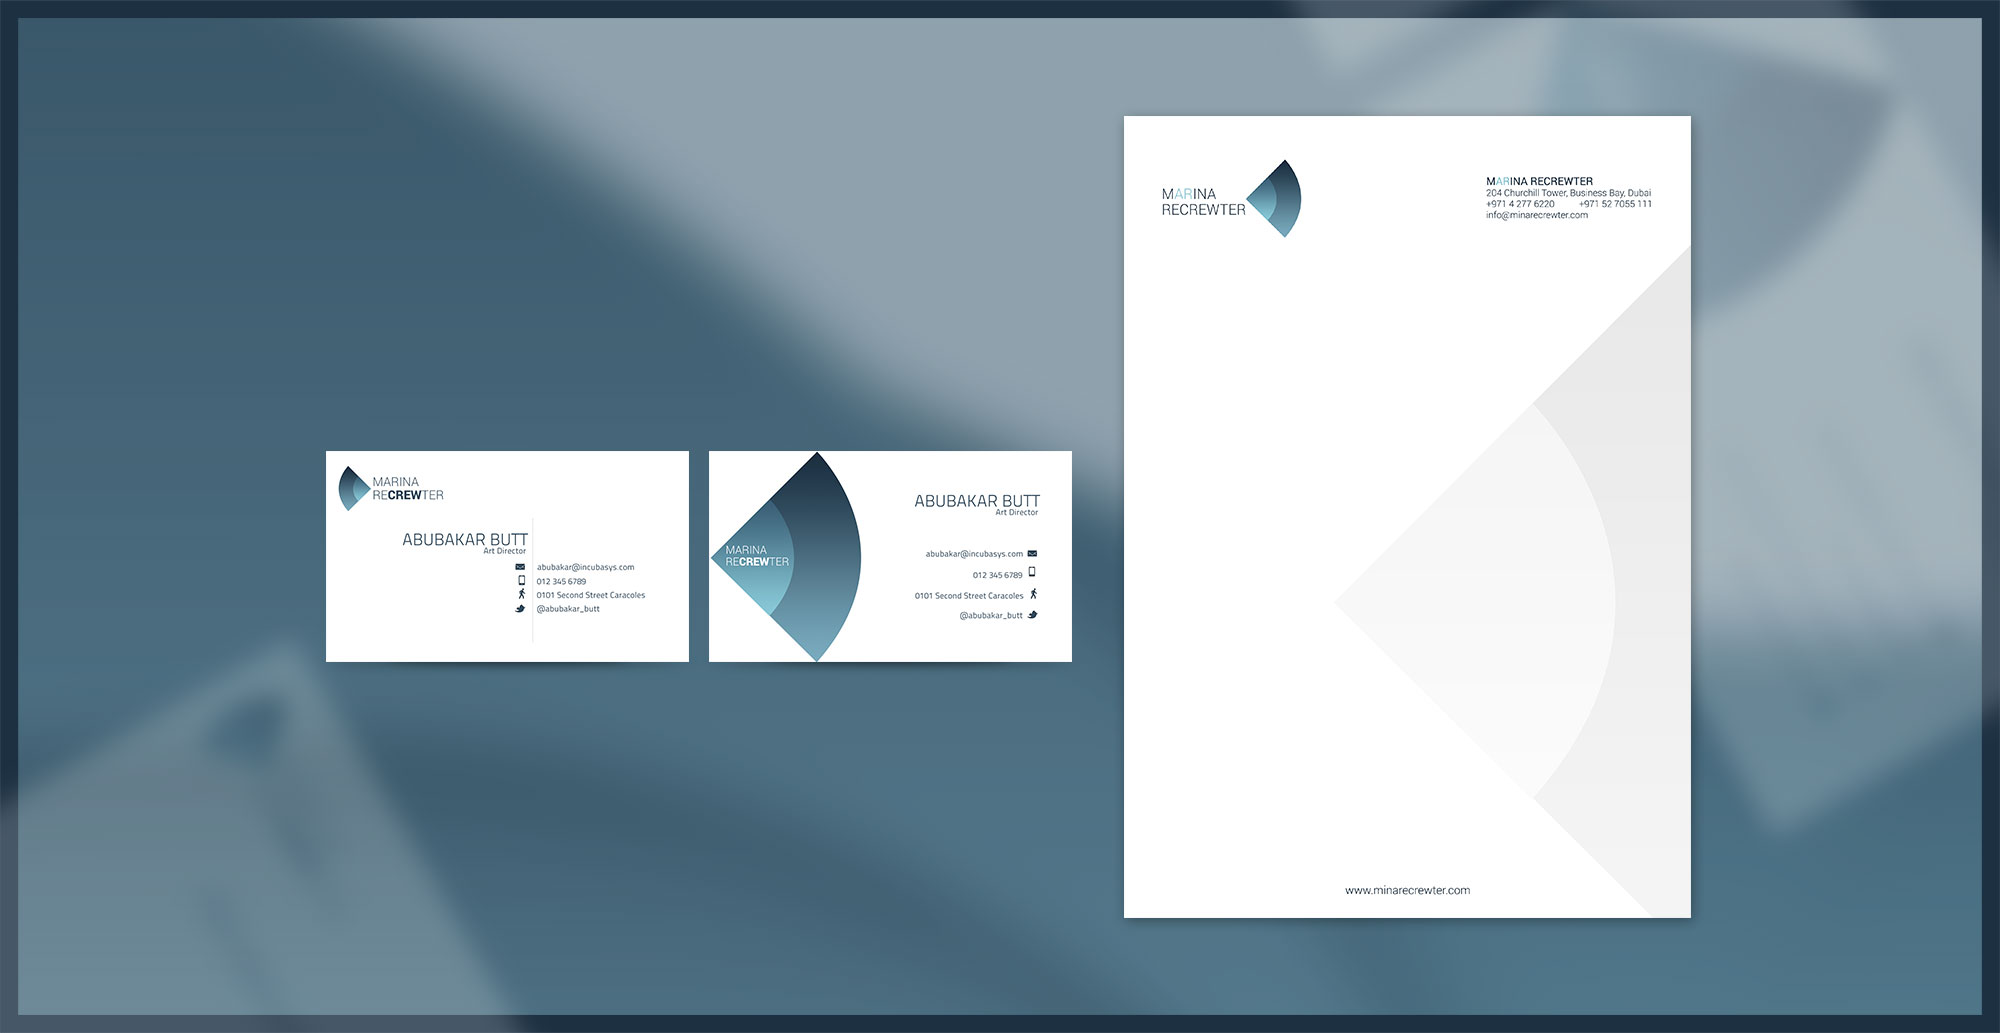 MARINA
RECREWTER
ABUBAKAR BUTT
Art Director
abubakar@incubasys.com
012 345 6789
0101 Second Street Caracoles
@abubakar_butt
MARINA
RECREWTER
ABUBAKAR BUTT
Art Director
abubakar@incubasys.com
012 345 6789
0101 Second Street Caracoles
@abubakar_butt
MARINA
RECREWTER
MARINA RECREWTER
204 Churchill Tower, Business Bay, Dubai
+971 4 277 6220 +971 52 7055 111
info@minarecrewter.com
www.minarecrewter.com